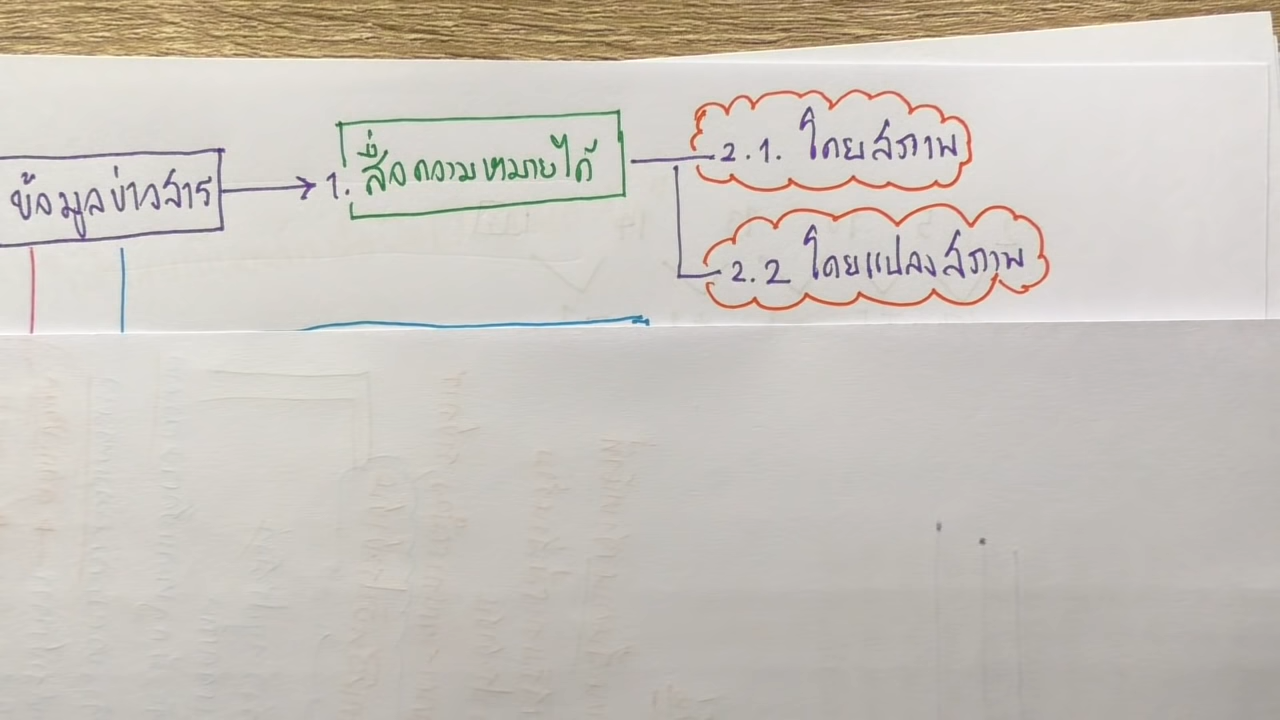 ข้อมูลข่าวสาร
1. สื่อความหมายได้
2.1. โดยสภาพ
2.2 โดยแปลงสภาพ